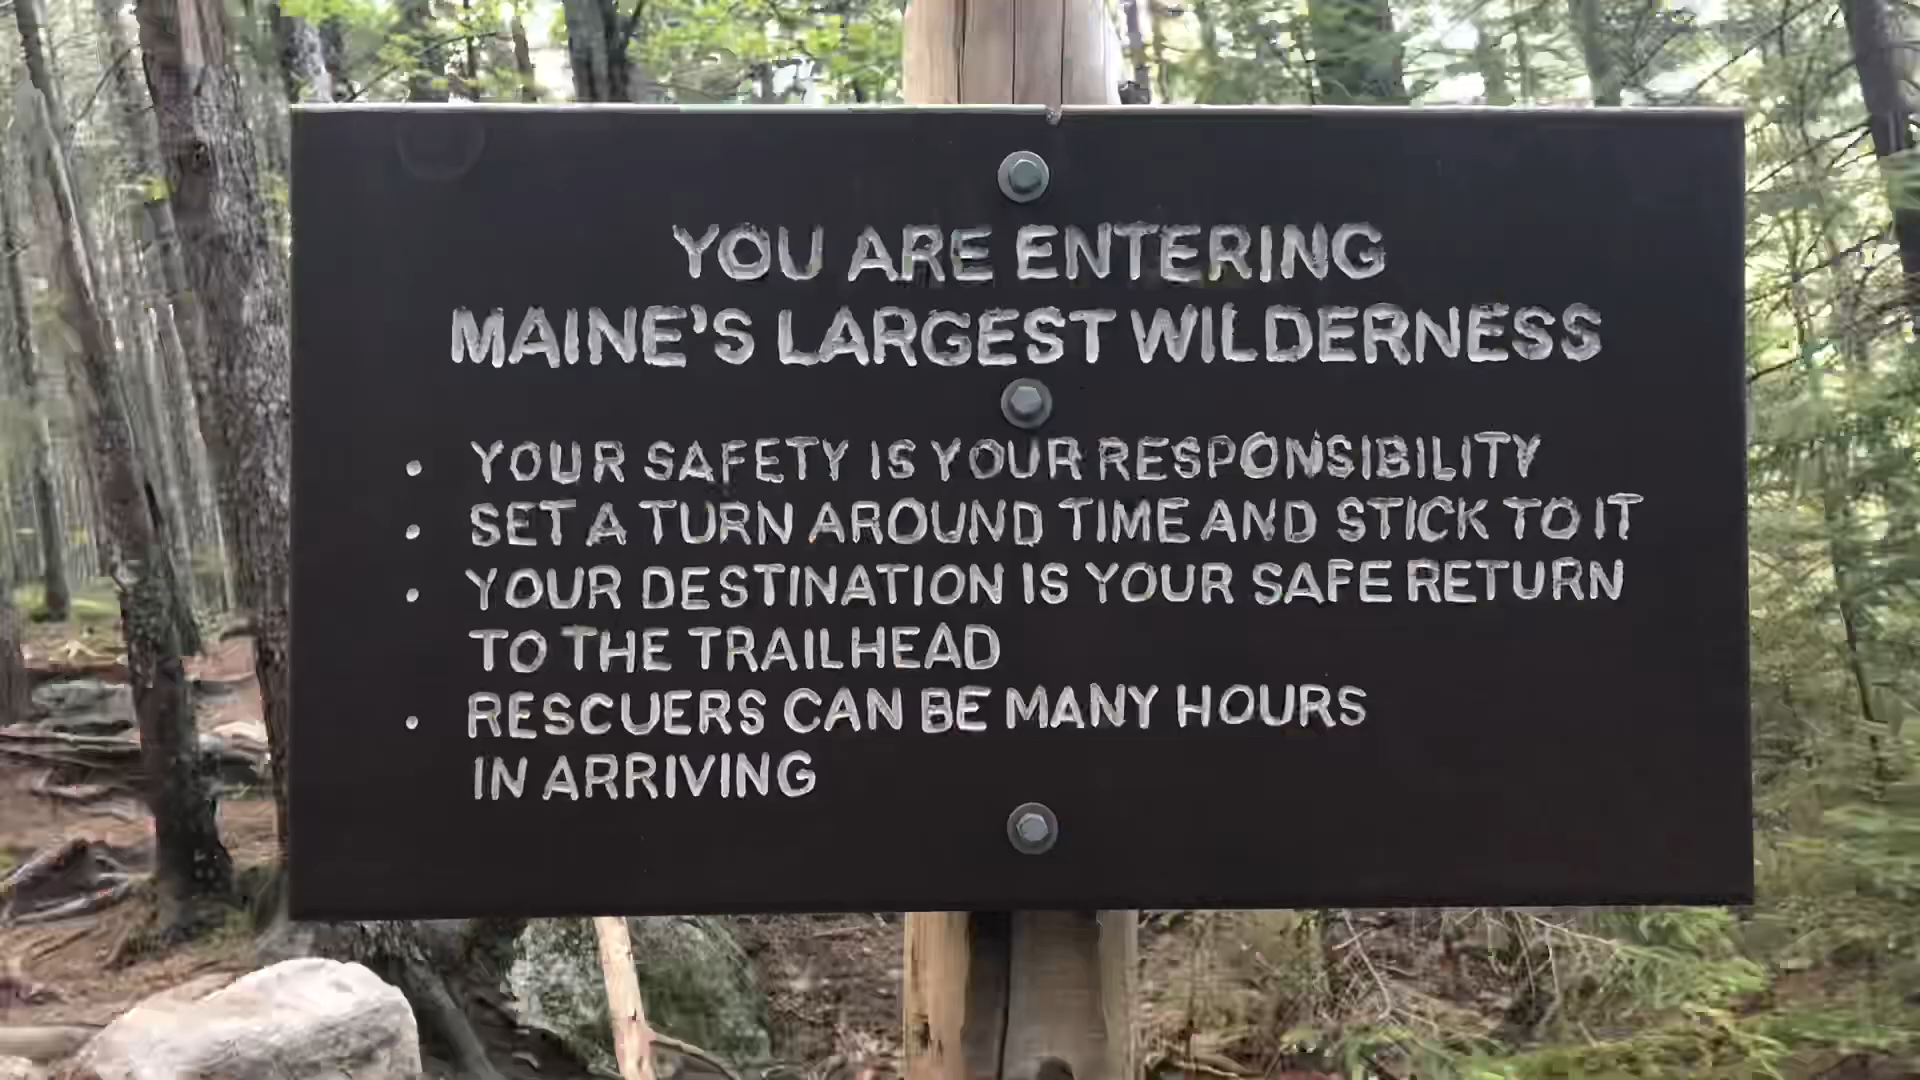 YOU ARE ENTERING
MAINE'S LARGEST WILDERNESS
• YOUR SAFETY IS YOUR RESPONSIBILITY
• SET A TURN AROUND TIME AND STICK TO IT
• YOUR DESTINATION IS YOUR SAFE RETURN
TO THE TRAILHEAD
• RESCUERS CAN BE MANY HOURS
IN ARRIVING